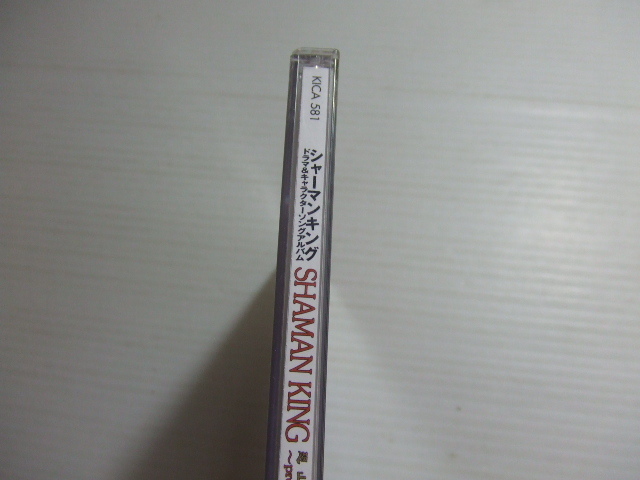 KICA 581
シャーマンキング
ドラマ&キャラクターソングアルバム
SHAMAN KING